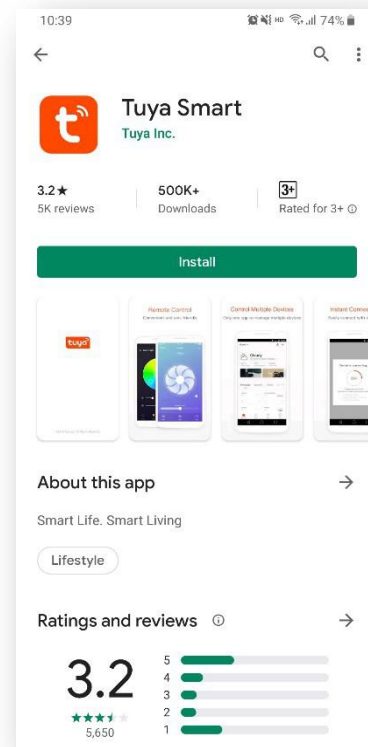 10:39
HD
74%
Tuya Smart
Tuya Inc.
3.2★
5K reviews
500K+
Downloads
3+
Rated for 3+
Install
tuya
Remote Control
Control Multiple Devices
About this app
Smart Life. Smart Living
Lifestyle
Ratings and reviews
3.2
5
4
3
2
1
5,650